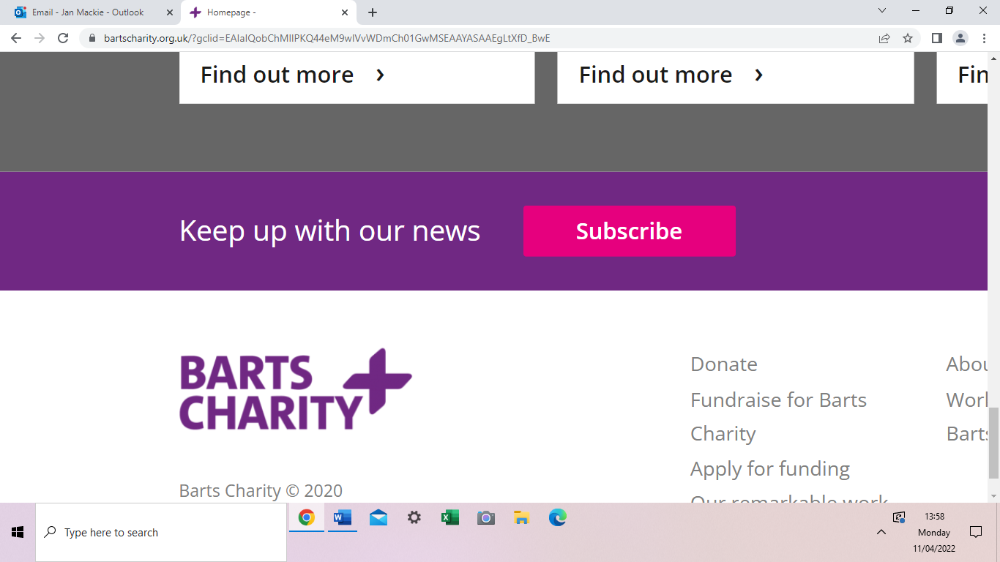 Email - Jan Mackie - Outlook
Homepage -
bartscharity.org.uk/?gclid=EAIaIQobChMIIPKQ44eM9wIVvWDmCh01GwMSEAAYASAAEgLtXfD_BwE
Find out more
Find out more
Fin
Keep up with our news
Subscribe
BARTS
CHARITY
Donate
Fundraise for Barts
Charity
Apply for funding
Our remarkable work
Abou
Worl
Barts
Barts Charity © 2020
Type here to search
13:58
Monday
11/04/2022